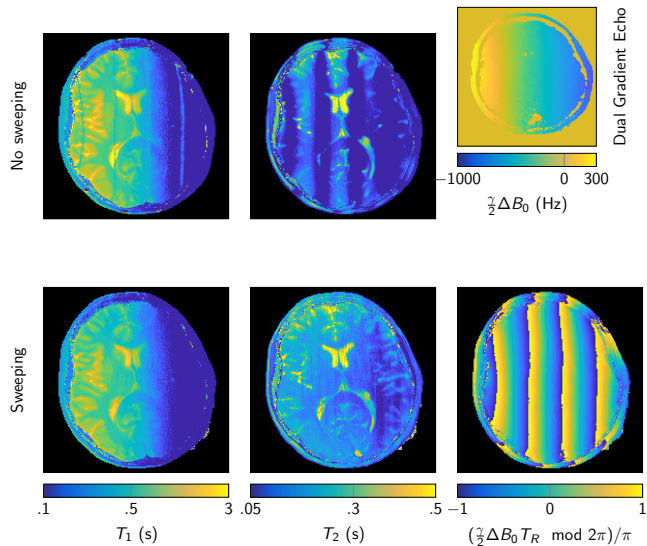 No sweeping
Dual Gradient Echo
−1000 0 300
γ/2 ΔB₀ (Hz)
Sweeping
.1 .5 3
T₁ (s)
.05 .3 .5
T₂ (s)
−1 0 1
(γ/2 ΔB₀T_R mod 2π)/π